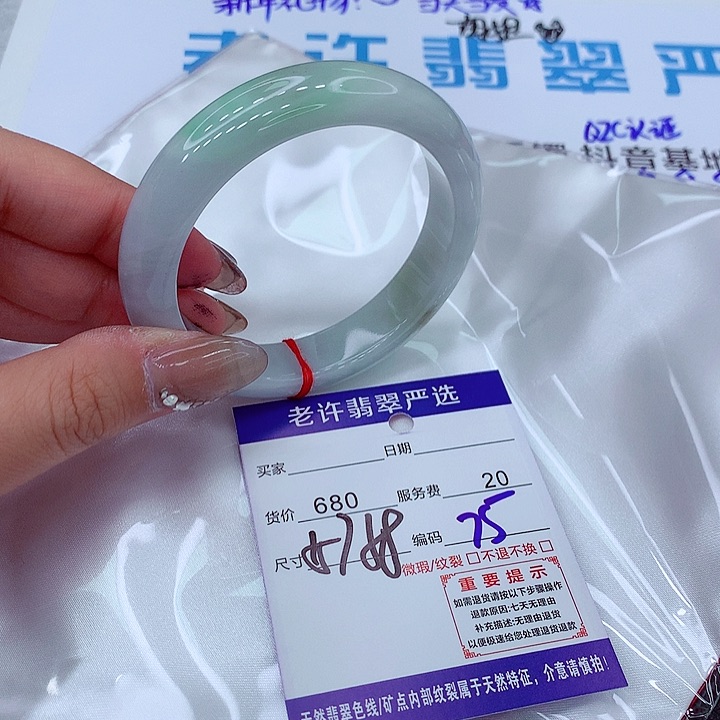 老许翡翠严
QZC认证
抖音基地
老许翡翠严选
买家
日期
货价 680
服务费 20
尺寸
编码 75
微瑕/纹裂 不退不换
重要提示
如需退货请按以下步骤操作
退款原因:七天无理由
补充描述:无理由退货
以便极速给您处理退货退款
天然翡翠色线/矿点内部纹裂属于天然特征，介意请慎拍!